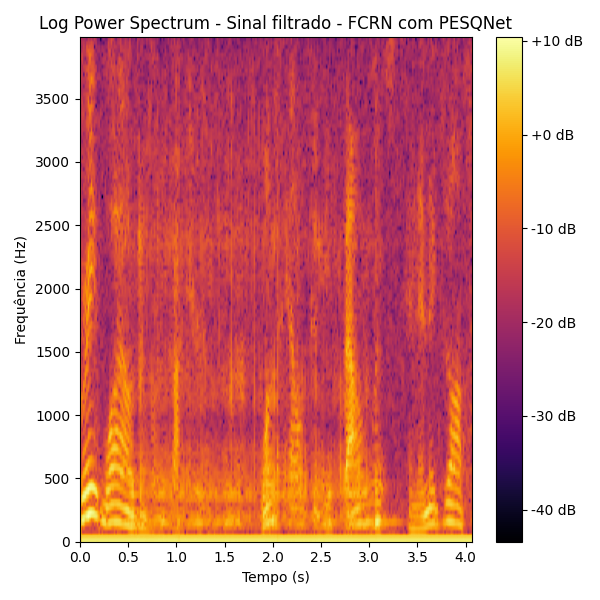 Log Power Spectrum - Sinal filtrado - FCRN com PESQNet
+10 dB
+0 dB
-10 dB
-20 dB
-30 dB
-40 dB
3500
3000
2500
2000
1500
1000
500
0
Frequência (Hz)
0.0 0.5 1.0 1.5 2.0 2.5 3.0 3.5 4.0
Tempo (s)